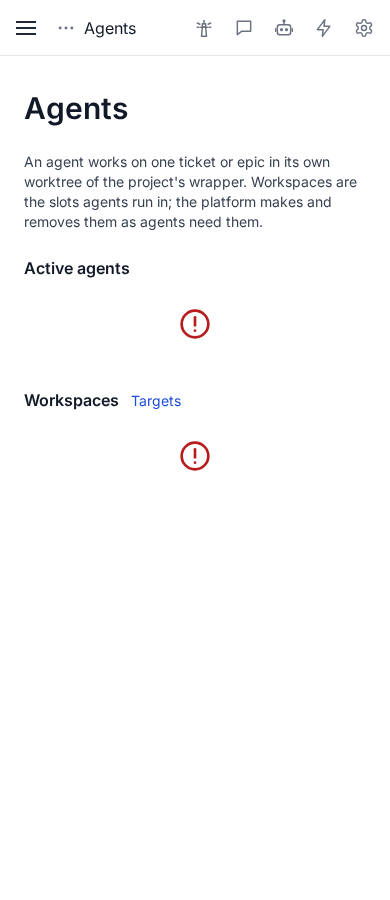 Agents
Agents
An agent works on one ticket or epic in its own
worktree of the project's wrapper. Workspaces are
the slots agents run in; the platform makes and
removes them as agents need them.
Active agents
Workspaces Targets